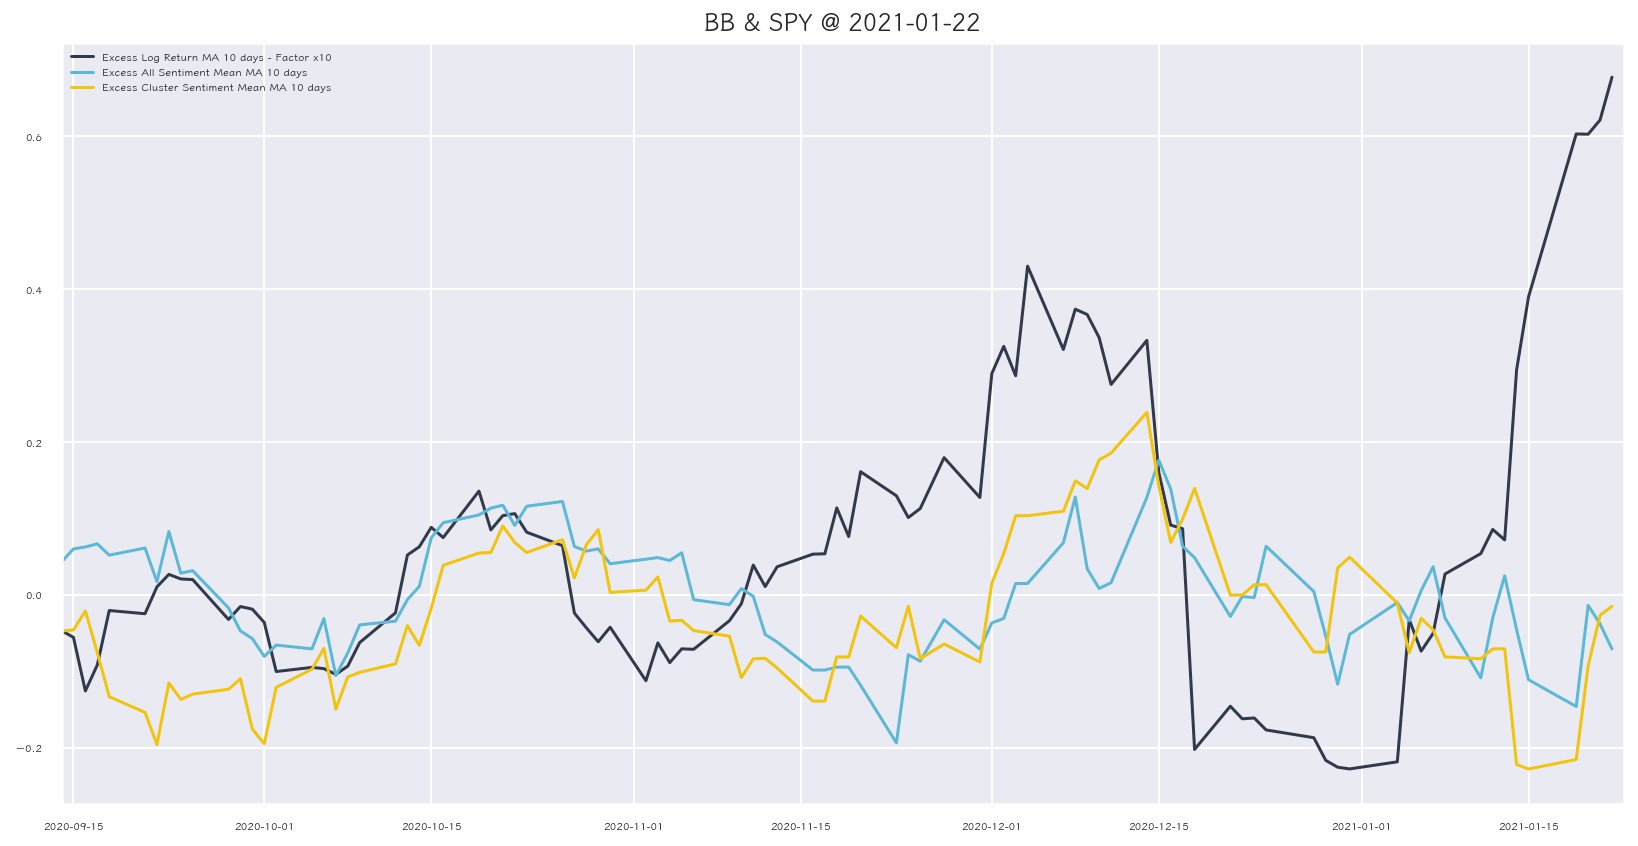 BB & SPY @ 2021-01-22
Excess Log Return MA 10 days - Factor x10
Excess All Sentiment Mean MA 10 days
Excess Cluster Sentiment Mean MA 10 days
0.6
0.4
0.2
0.0
−0.2
2020-09-15 2020-10-01 2020-10-15 2020-11-01 2020-11-15 2020-12-01 2020-12-15 2021-01-01 2021-01-15